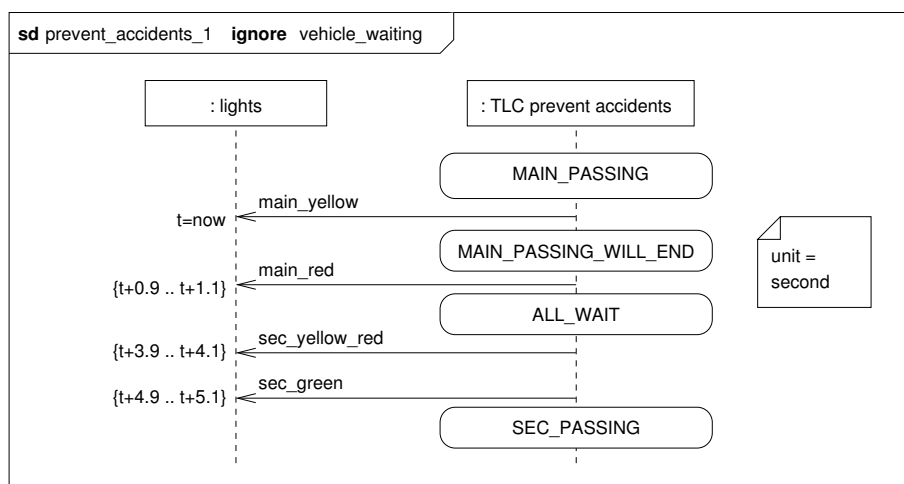 sd prevent_accidents_1 ignore vehicle_waiting
: lights
: TLC prevent accidents
MAIN_PASSING
main_yellow
t=now
MAIN_PASSING_WILL_END
unit =
second
main_red
{t+0.9 .. t+1.1}
ALL_WAIT
sec_yellow_red
{t+3.9 .. t+4.1}
sec_green
{t+4.9 .. t+5.1}
SEC_PASSING